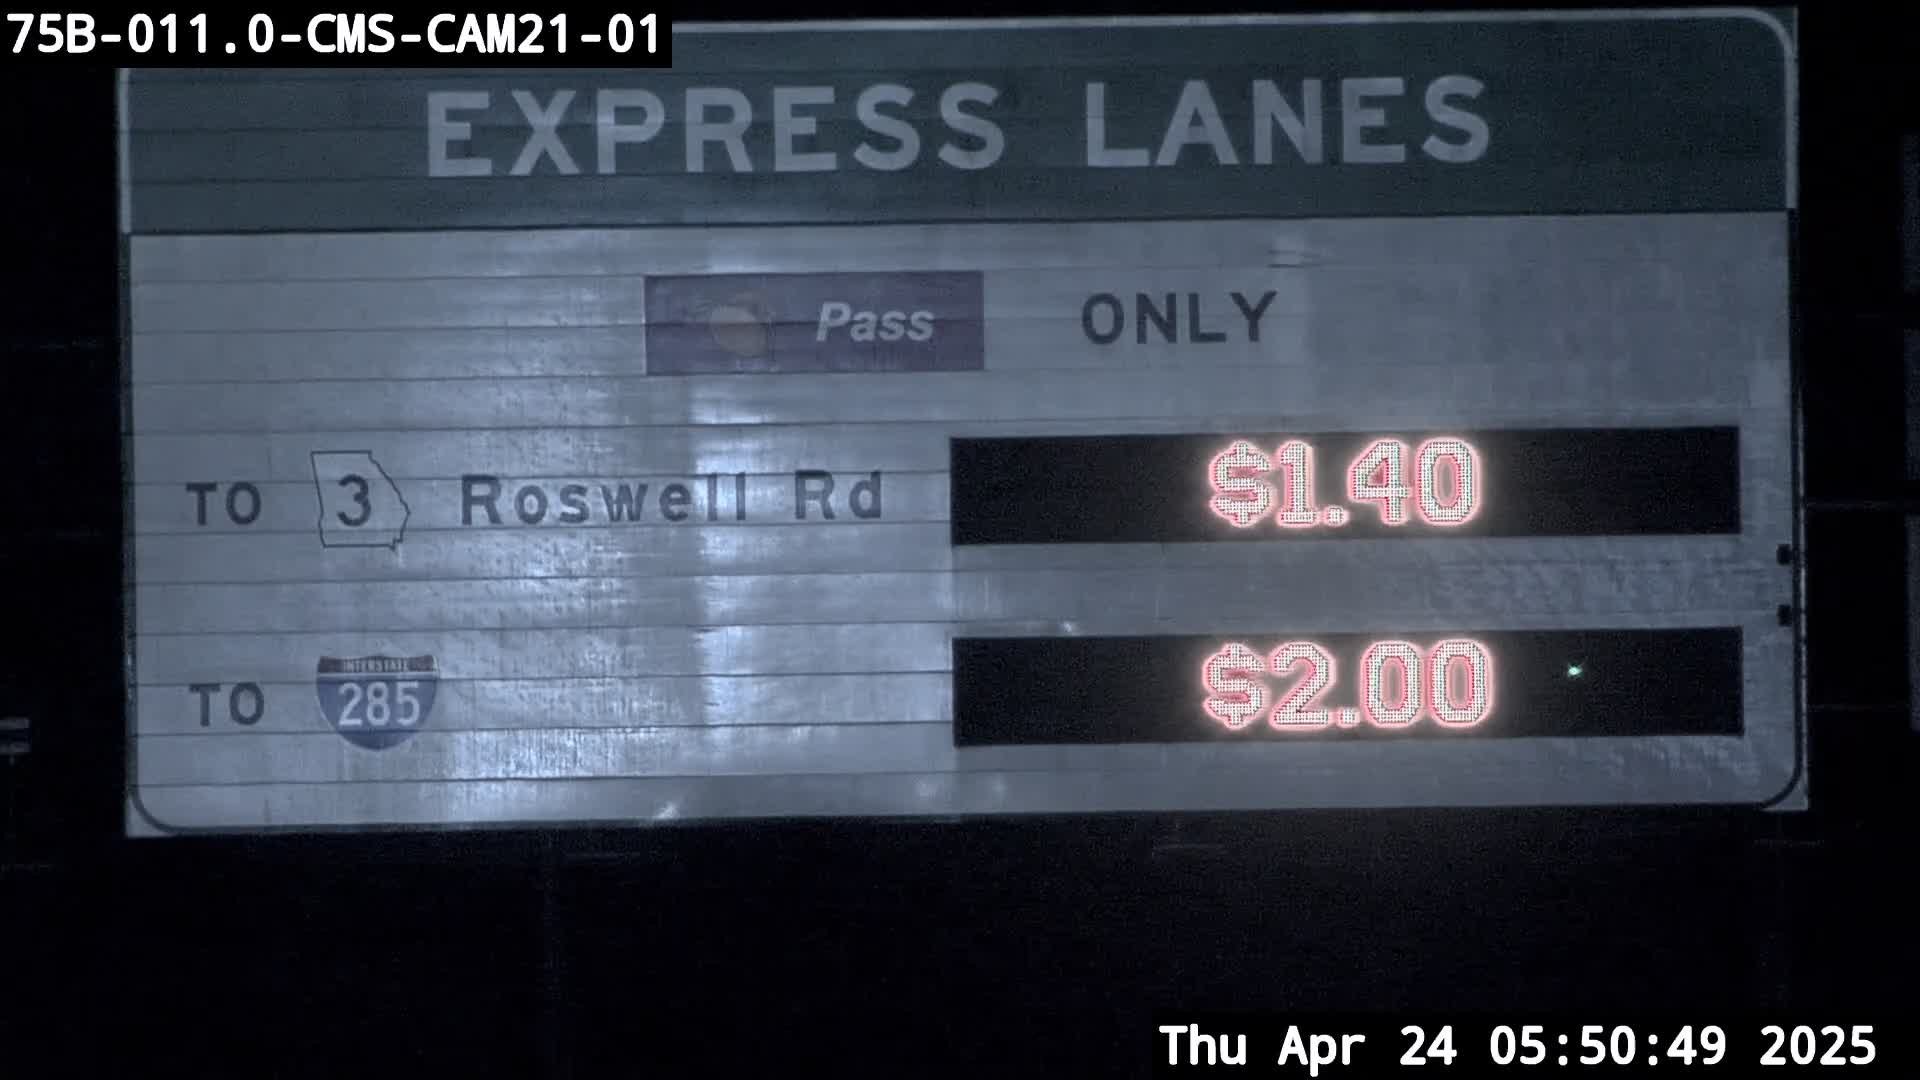 75B-011.0-CMS-CAM21-01
EXPRESS LANES
Pass ONLY
TO 3 Roswell Rd $1.40
INTERSTATE
TO 285 $2.00
Thu Apr 24 05:50:49 2025